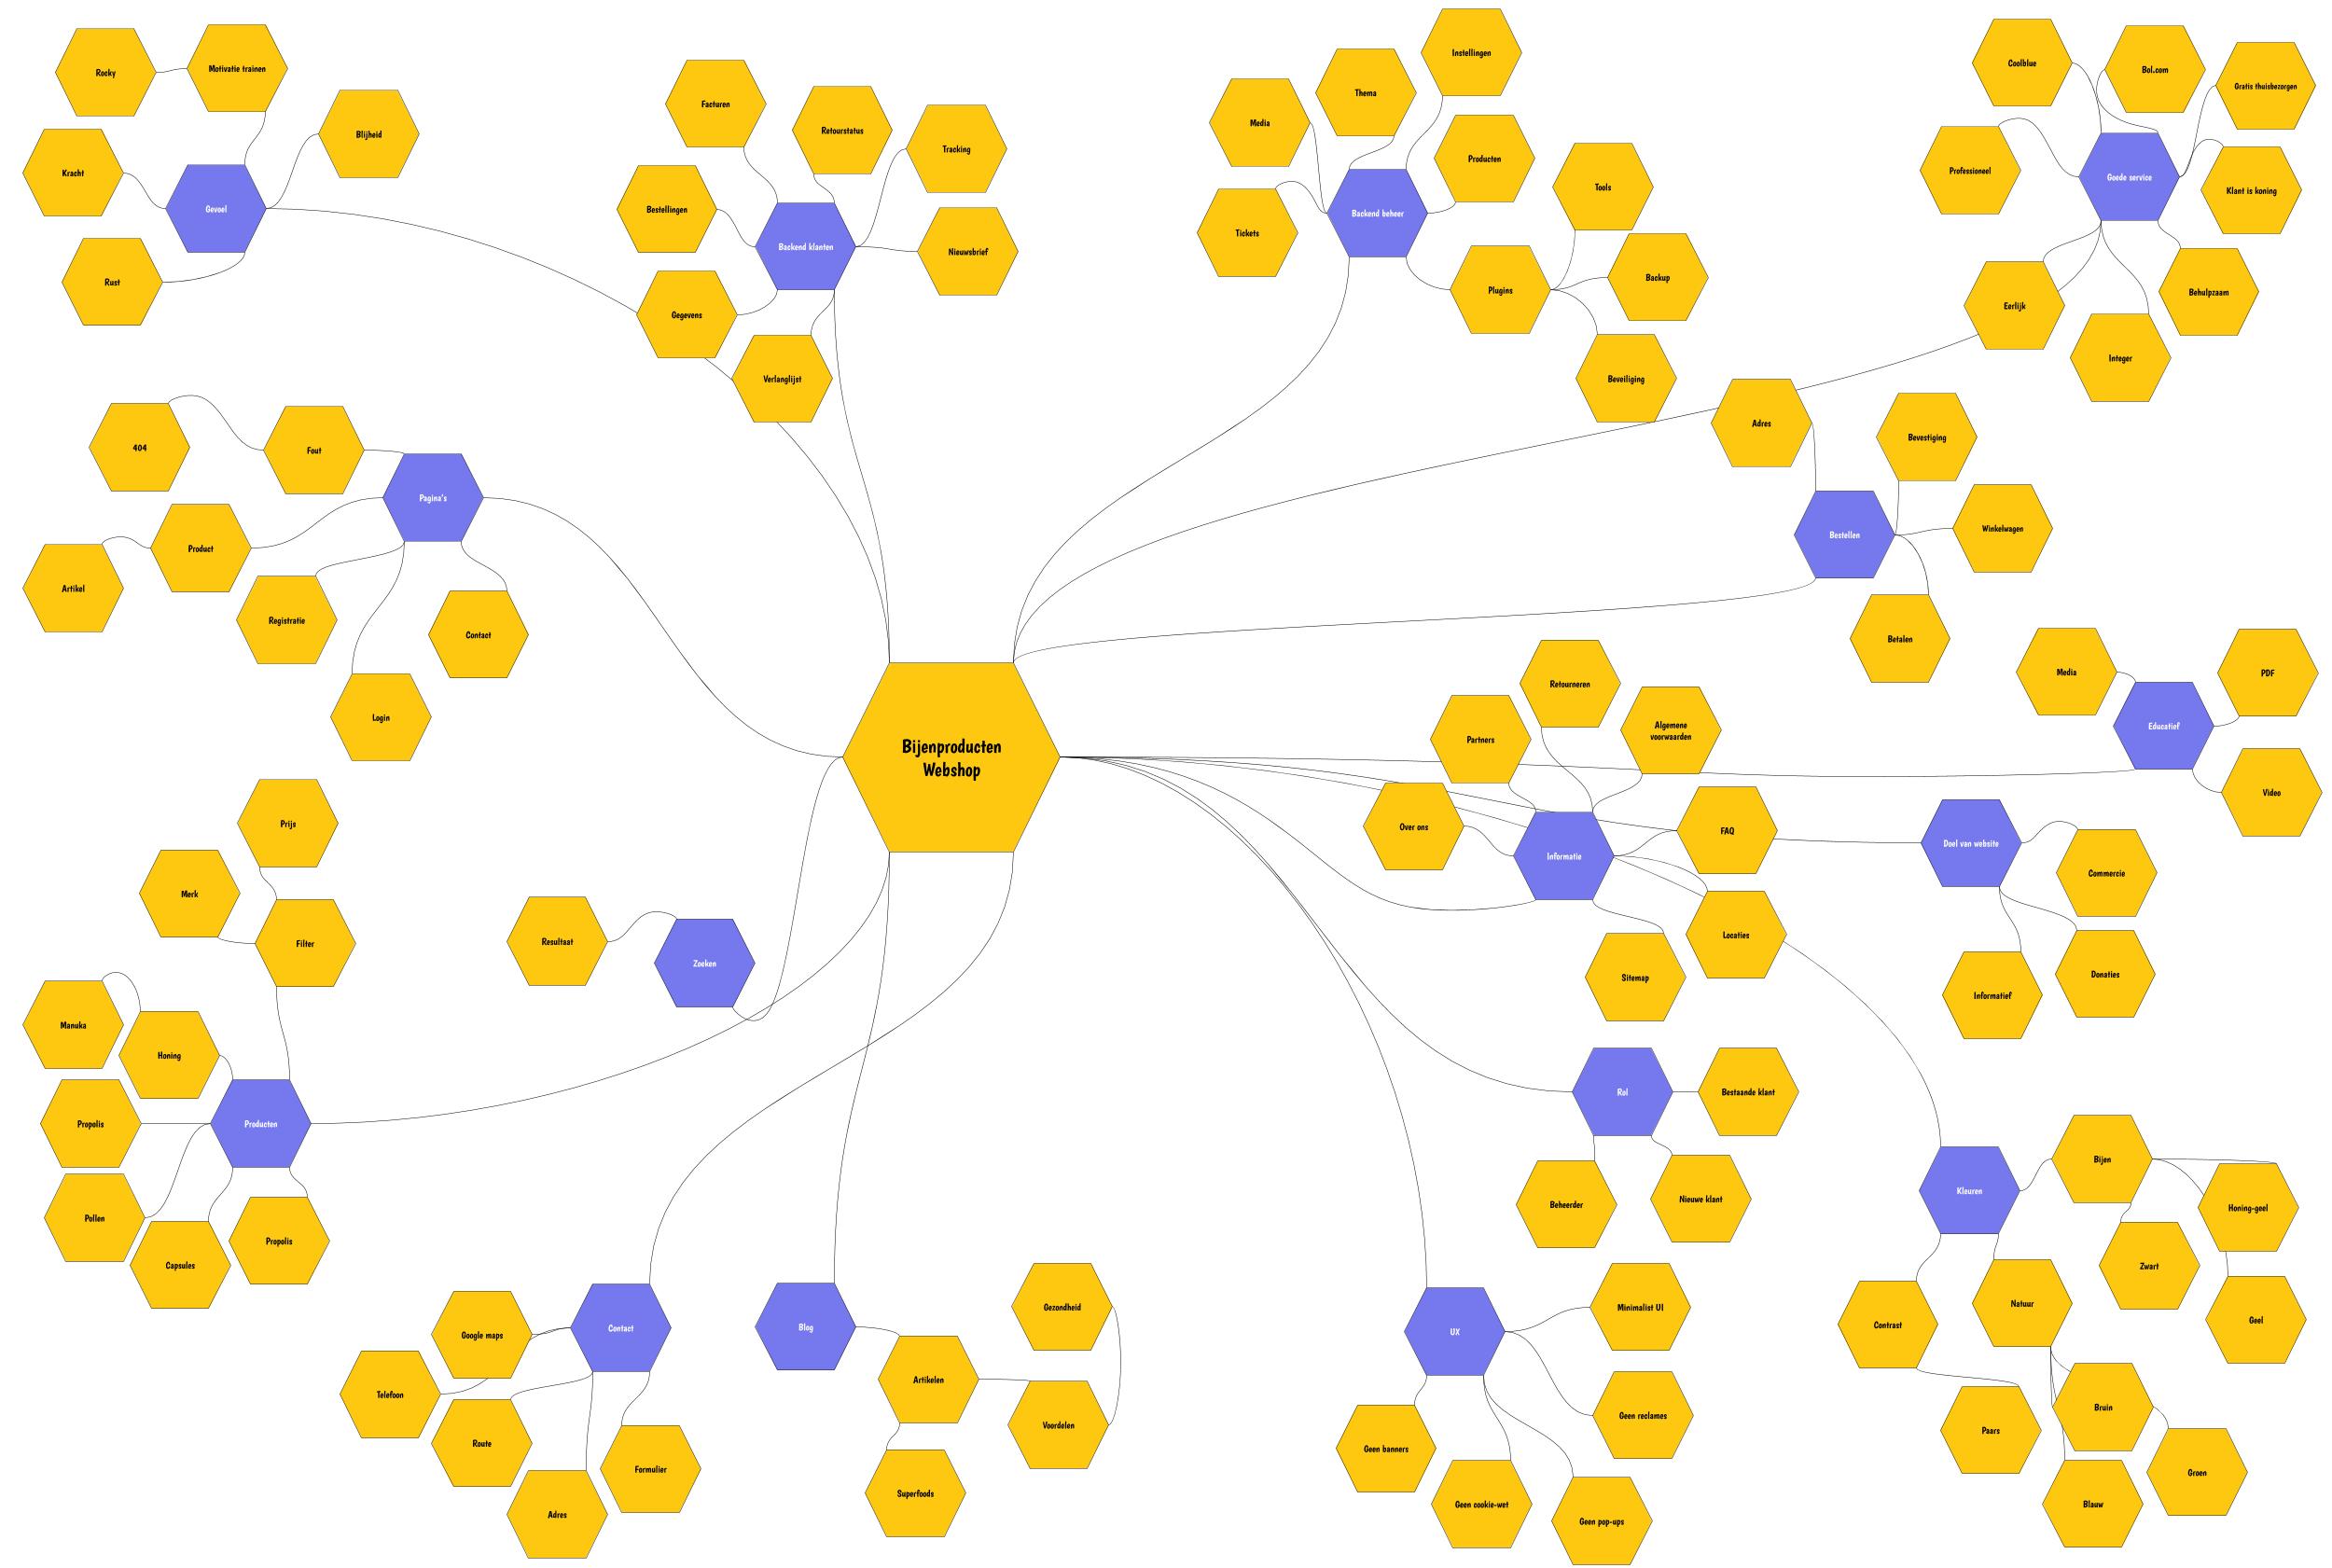 Rocky
Motivatie trainen
Blijheid
Kracht
Gevoel
Rust
Facturen
Retourstatus
Tracking
Bestellingen
Backend klanten
Nieuwsbrief
Gegevens
Verlanglijst
Instellingen
Thema
Media
Producten
Tools
Tickets
Backend beheer
Plugins
Backup
Beveiliging
Coolblue
Bol.com
Gratis thuisbezorgen
Professioneel
Goede service
Klant is koning
Eerlijk
Behulpzaam
Integer
Adres
Bevestiging
Bestellen
Winkelwagen
Betalen
404
Fout
Pagina's
Product
Artikel
Registratie
Contact
Login
Bijenproducten
Webshop
Retourneren
Partners
Algemene
voorwaarden
Over ons
Informatie
FAQ
Locaties
Sitemap
Media
PDF
Educatief
Video
Doel van website
Commercie
Donaties
Informatief
Prijs
Merk
Filter
Manuka
Honing
Propolis
Producten
Pollen
Capsules
Propolis
Resultaat
Zoeken
Rol
Bestaande klant
Beheerder
Nieuwe klant
Bijen
Kleuren
Honing-geel
Zwart
Natuur
Geel
Contrast
Bruin
Paars
Groen
Blauw
Google maps
Contact
Telefoon
Route
Formulier
Adres
Blog
Gezondheid
Artikelen
Voordelen
Superfoods
UX
Minimalist UI
Geen reclames
Geen banners
Geen cookie-wet
Geen pop-ups